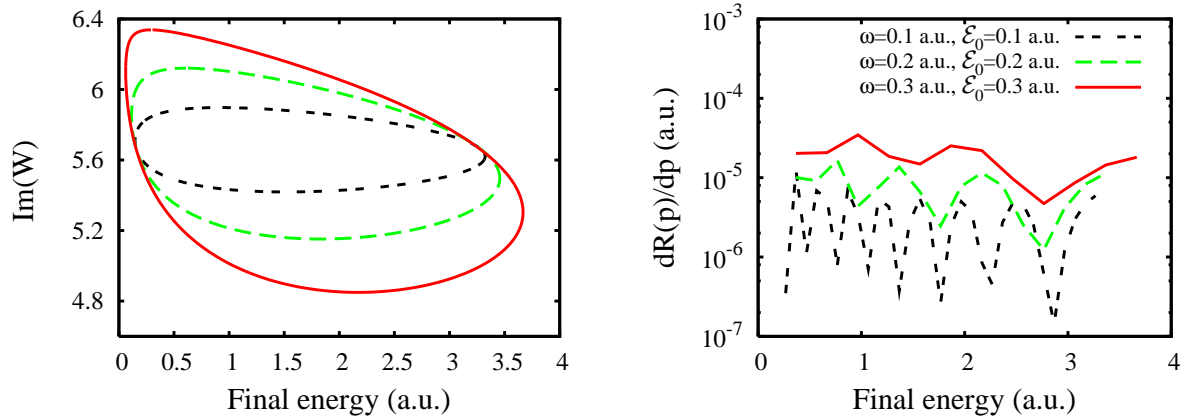 Im(W)
6.4
6
5.6
5.2
4.8
0 0.5 1 1.5 2 2.5 3 3.5 4
Final energy (a.u.)
dR(p)/dp (a.u.)
10⁻³
10⁻⁴
10⁻⁵
10⁻⁶
10⁻⁷
ω=0.1 a.u., ℰ₀=0.1 a.u.
ω=0.2 a.u., ℰ₀=0.2 a.u.
ω=0.3 a.u., ℰ₀=0.3 a.u.
0 1 2 3 4
Final energy (a.u.)